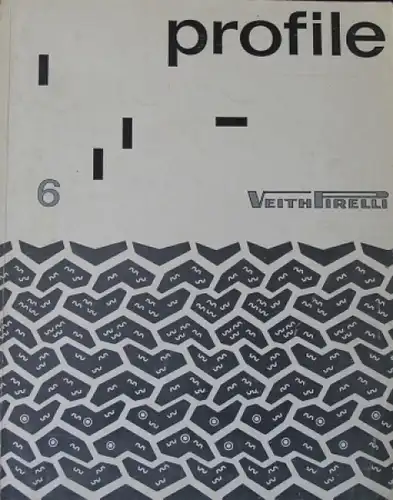 profile
6
VEITH PIRELLI